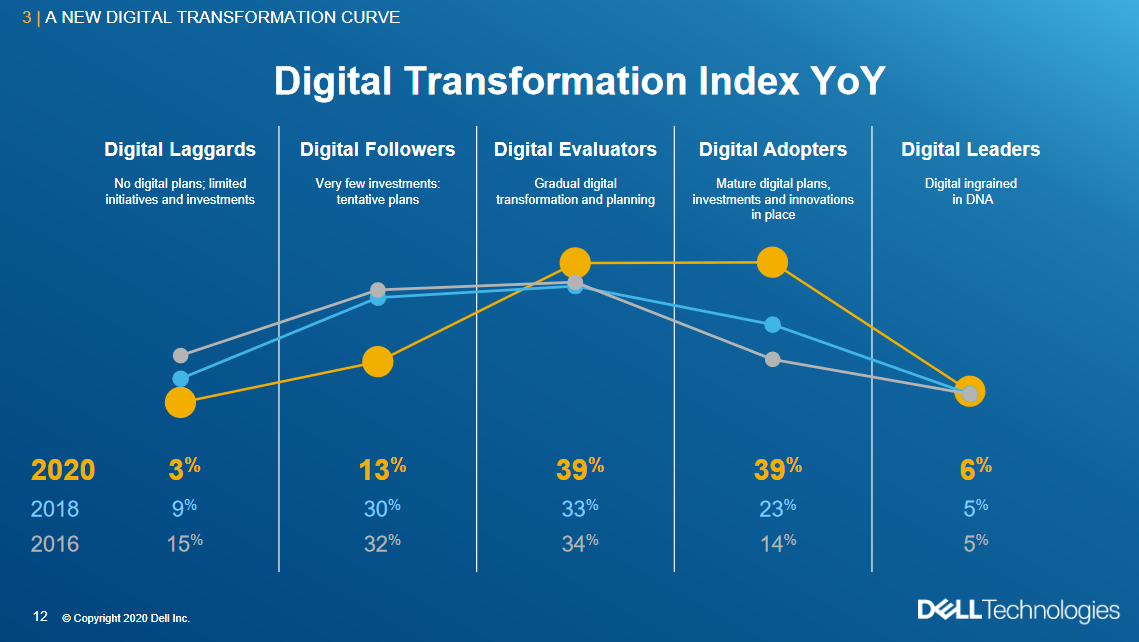 3 | A NEW DIGITAL TRANSFORMATION CURVE
Digital Transformation Index YoY
Digital Laggards
No digital plans; limited
initiatives and investments
Digital Followers
Very few investments:
tentative plans
Digital Evaluators
Gradual digital
transformation and planning
Digital Adopters
Mature digital plans,
investments and innovations
in place
Digital Leaders
Digital ingrained
in DNA
2020 3% 13% 39% 39% 6%
2018 9% 30% 33% 23% 5%
2016 15% 32% 34% 14% 5%
12 © Copyright 2020 Dell Inc.
DELL Technologies